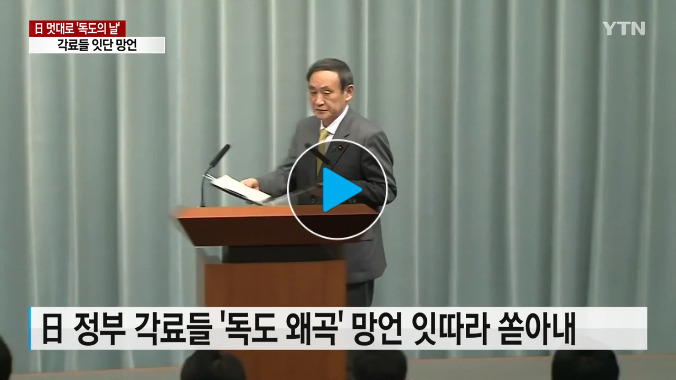 日 멋대로 '독도의 날'
각료들 잇단 망언
YTN
日 정부 각료들 '독도 왜곡' 망언 잇따라 쏟아내